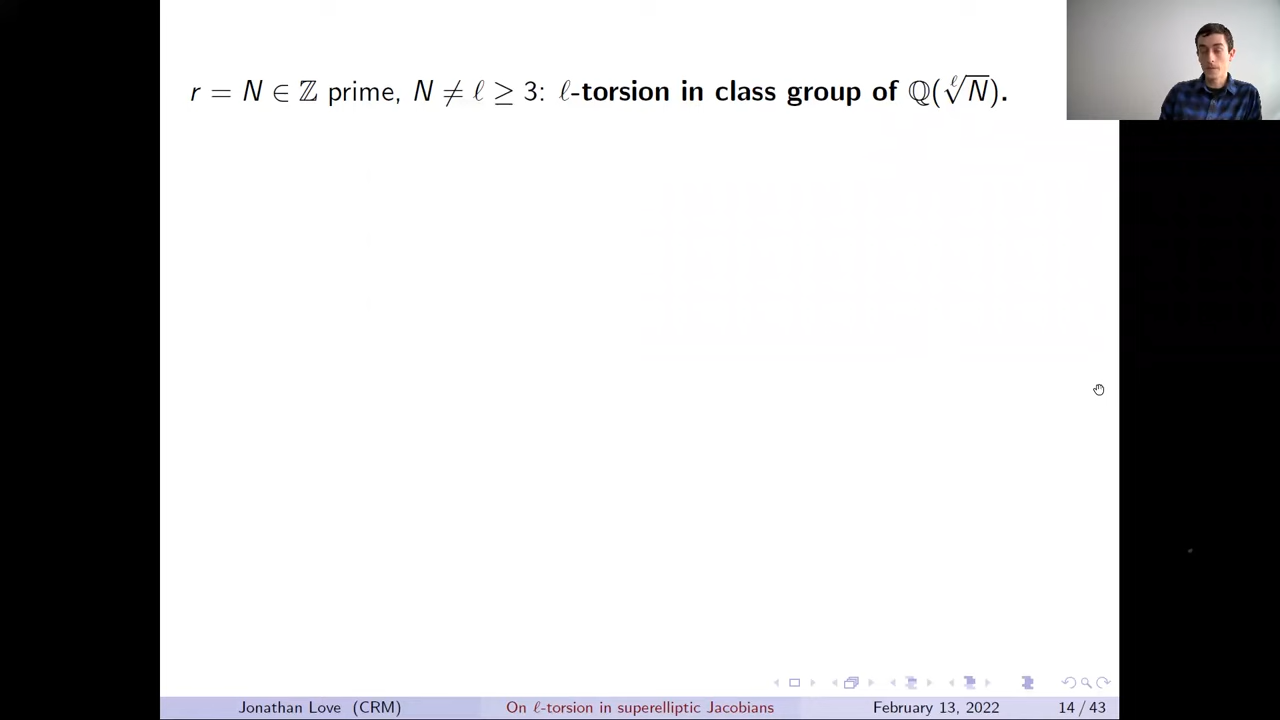 r = N ∈ ℤ prime, N ≠ ℓ ≥ 3: ℓ-torsion in class group of ℚ(ℓ√N).
Jonathan Love (CRM) On ℓ-torsion in superelliptic Jacobians February 13, 2022 14 / 43